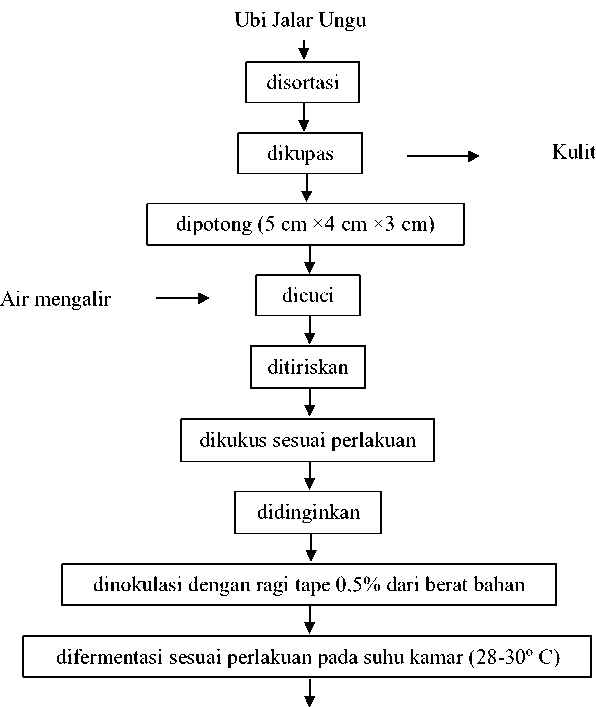 Ubi Jalar Ungu
disortasi
dikupas
Kulit
dipotong (5 cm ×4 cm ×3 cm)
Air mengalir
dicuci
ditiriskan
dikukus sesuai perlakuan
didinginkan
dinokulasi dengan ragi tape 0,5% dari berat bahan
difermentasi sesuai perlakuan pada suhu kamar (28-30º C)